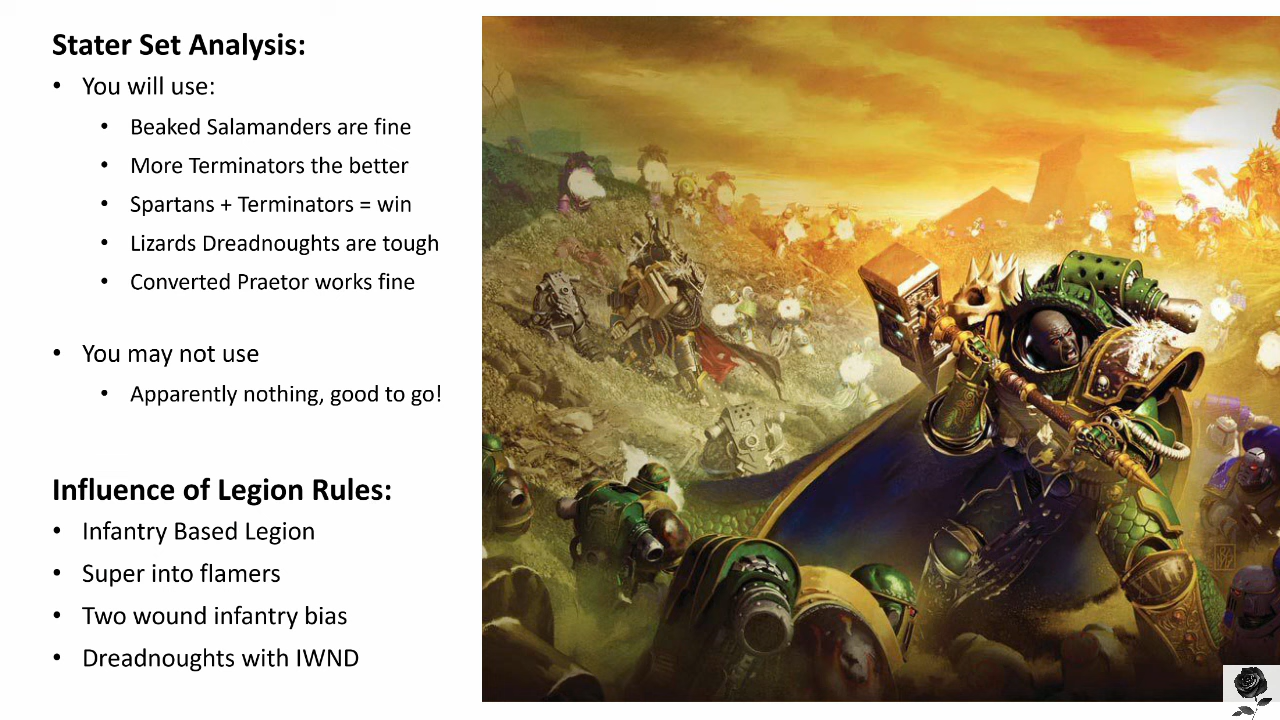 Stater Set Analysis:
• You will use:
• Beaked Salamanders are fine
• More Terminators the better
• Spartans + Terminators = win
• Lizards Dreadnoughts are tough
• Converted Praetor works fine
• You may not use
• Apparently nothing, good to go!
Influence of Legion Rules:
• Infantry Based Legion
• Super into flamers
• Two wound infantry bias
• Dreadnoughts with IWND